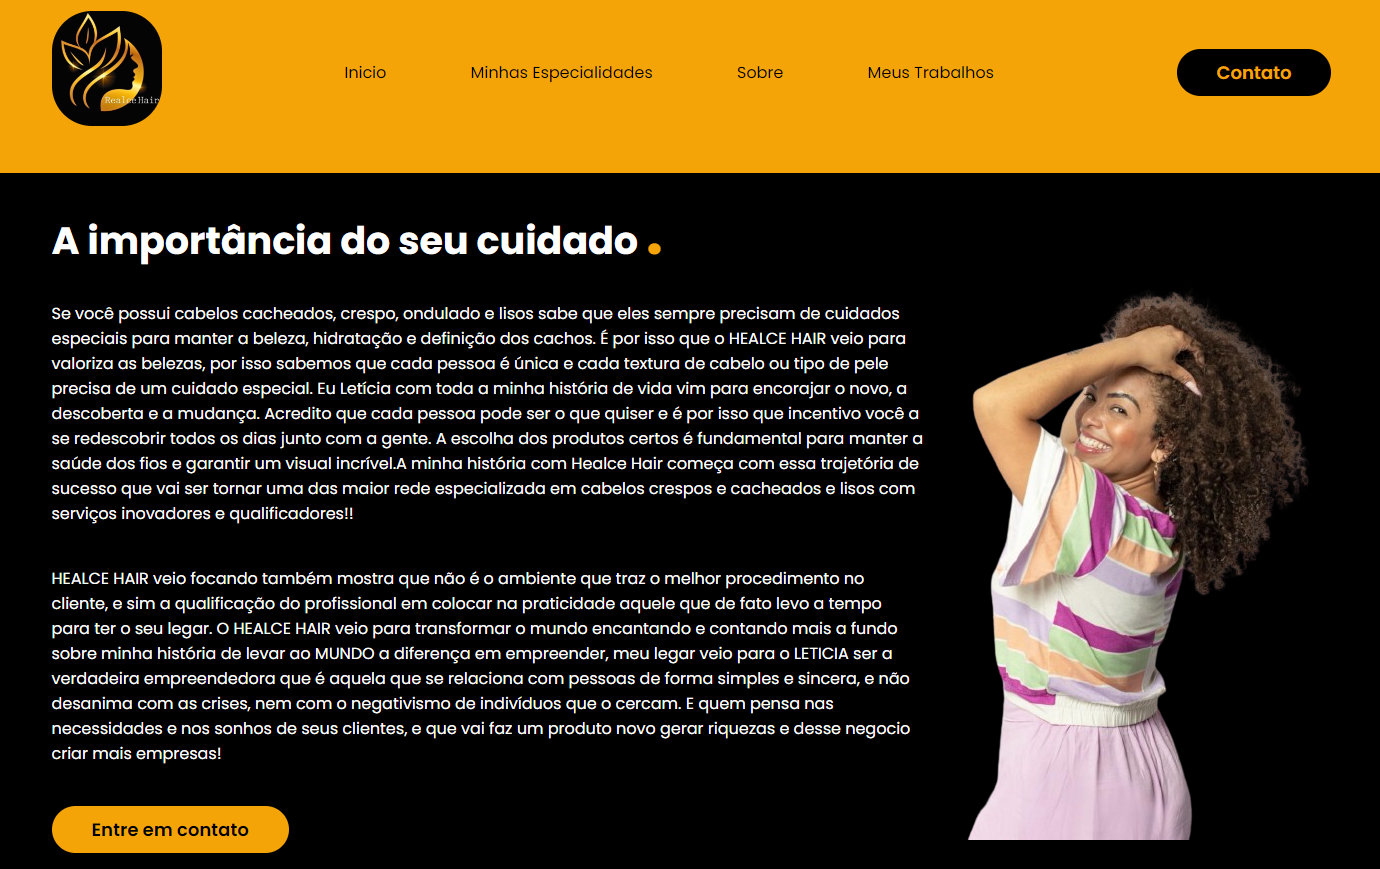 Realce Hair
Início
Minhas Especialidades
Sobre
Meus Trabalhos
Contato
A importância do seu cuidado .
Se você possui cabelos cacheados, crespo, ondulado e lisos sabe que eles sempre precisam de cuidados
especiais para manter a beleza, hidratação e definição dos cachos. É por isso que o HEALCE HAIR veio para
valoriza as belezas, por isso sabemos que cada pessoa é única e cada textura de cabelo ou tipo de pele
precisa de um cuidado especial. Eu Letícia com toda a minha história de vida vim para encorajar o novo, a
descoberta e a mudança. Acredito que cada pessoa pode ser o que quiser e é por isso que incentivo você a
se redescobrir todos os dias junto com a gente. A escolha dos produtos certos é fundamental para manter a
saúde dos fios e garantir um visual incrível.A minha história com Healce Hair começa com essa trajetória de
sucesso que vai ser tornar uma das maior rede especializada em cabelos crespos e cacheados e lisos com
serviços inovadores e qualificadores!!
HEALCE HAIR veio focando também mostra que não é o ambiente que traz o melhor procedimento no
cliente, e sim a qualificação do profissional em colocar na praticidade aquele que de fato levo a tempo
para ter o seu legar. O HEALCE HAIR veio para transformar o mundo encantando e contando mais a fundo
sobre minha história de levar ao MUNDO a diferença em empreender, meu legar veio para o LETICIA ser a
verdadeira empreendedora que é aquela que se relaciona com pessoas de forma simples e sincera, e não
desanima com as crises, nem com o negativismo de indivíduos que o cercam. E quem pensa nas
necessidades e nos sonhos de seus clientes, e que vai faz um produto novo gerar riquezas e desse negocio
criar mais empresas!
Entre em contato